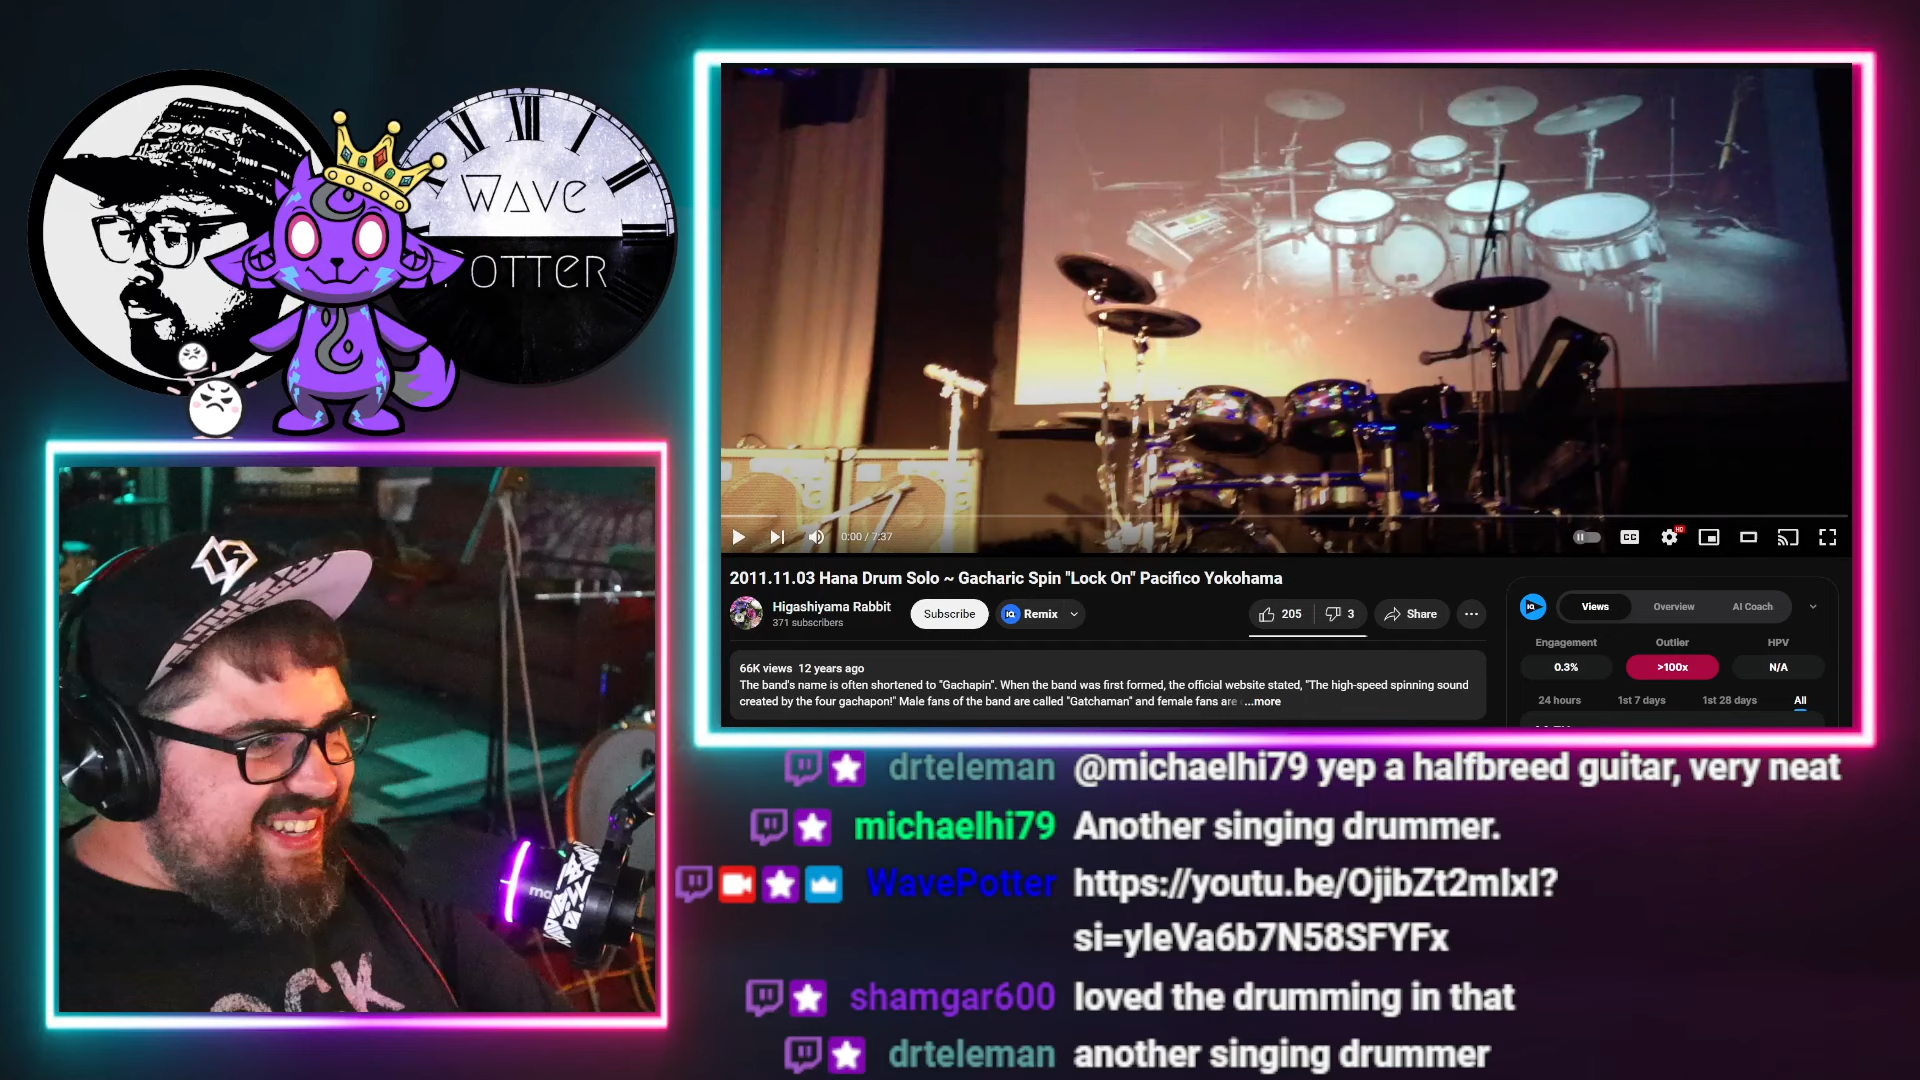 WAVE
OTTER
0:00 / 7:37
CC
HD
2011.11.03 Hana Drum Solo ~ Gacharic Spin "Lock On" Pacifico Yokohama
Higashiyama Rabbit
371 subscribers
Subscribe
IQ Remix
205
3
Share
66K views 12 years ago
The band's name is often shortened to "Gachapin". When the band was first formed, the official website stated, "The high-speed spinning sound
created by the four gachapon!" Male fans of the band are called "Gatchaman" and female fans are ...more
IQ
Views
Overview
AI Coach
Engagement
Outlier
HPV
0.3%
>100x
N/A
24 hours
1st 7 days
1st 28 days
All
drteleman @michaelhi79 yep a halfbreed guitar, very neat
michaelhi79 Another singing drummer.
WavePotter https://youtu.be/OjibZt2mlxI?
si=yleVa6b7N58SFYFx
shamgar600 loved the drumming in that
drteleman another singing drummer